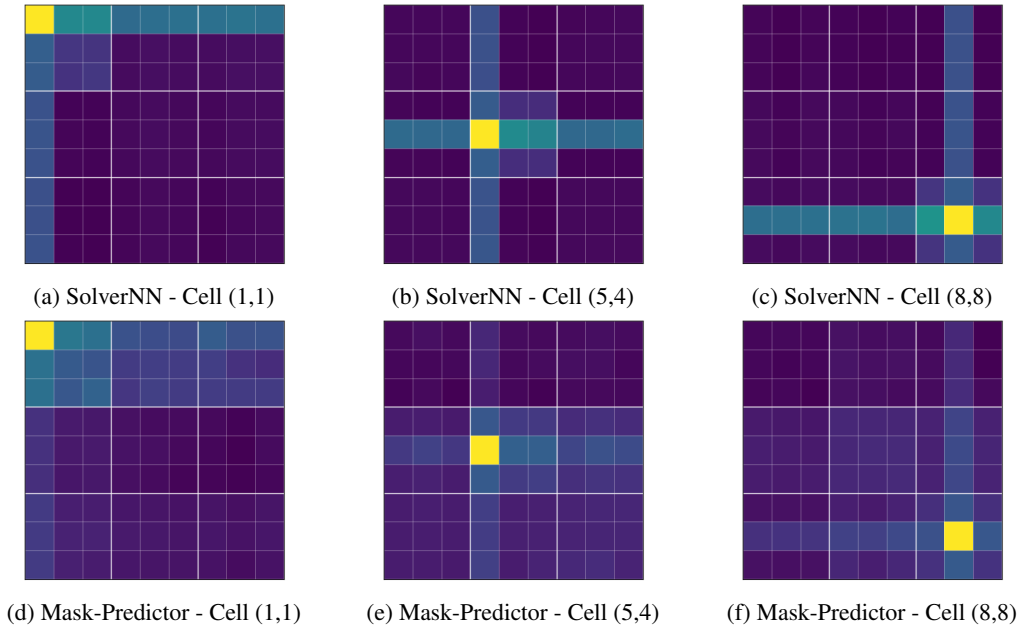 (a) SolverNN - Cell (1,1)
(b) SolverNN - Cell (5,4)
(c) SolverNN - Cell (8,8)
(d) Mask-Predictor - Cell (1,1)
(e) Mask-Predictor - Cell (5,4)
(f) Mask-Predictor - Cell (8,8)